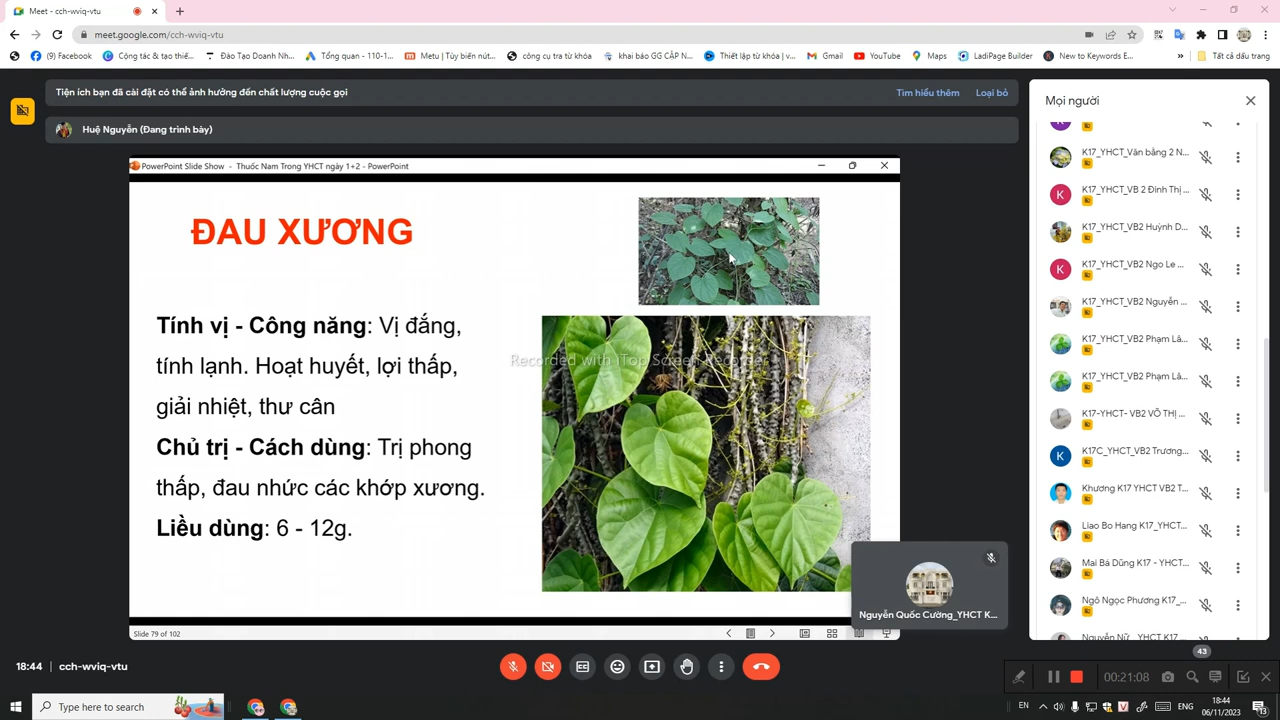 Meet - cch-wviq-vtu
meet.google.com/cch-wviq-vtu
(3) Facebook
Công tác & tạo thiế...
Đào Tạo Doanh Nh...
Tổng quan - 110-1...
Metu | Tùy biến nút...
công cụ tra từ khóa
khai báo GG CẬP N...
Thiết lập từ khóa | v...
Gmail
YouTube
Maps
LadiPage Builder
New to Keywords E...
»
Tất cả dấu trang
Tiện ích bạn đã cài đặt có thể ảnh hưởng đến chất lượng cuộc gọi
Tìm hiểu thêm
Loại bỏ
Huệ Nguyễn (Đang trình bày)
PowerPoint Slide Show - Thuốc Nam Trong YHCT ngày 1+2 - PowerPoint
ĐAU XƯƠNG
Tính vị - Công năng: Vị đắng,
tính lạnh. Hoạt huyết, lợi thấp,
giải nhiệt, thư cân
Chủ trị - Cách dùng: Trị phong
thấp, đau nhức các khớp xương.
Liều dùng: 6 - 12g.
Recorded with iTop Screen Recorder
Nguyễn Quốc Cường_YHCT K...
Slide 79 of 102
Mọi người
K17_YHCT_Văn bằng 2 N...
K17_YHCT_VB 2 Đinh Thị ...
K17_YHCT_VB2 Huỳnh D...
K
K17_YHCT_VB2 Ngo Le ...
K17_YHCT_VB2 Nguyễn ...
K17_YHCT_VB2 Phạm Lâ...
K17_YHCT_VB2 Phạm Lâ...
K17-YHCT- VB2 VÕ THỊ ...
K
K17C_YHCT_VB2 Trương...
Khương K17 YHCT VB2 T...
Liao Bo Hang K17_YHCT...
Mai Bá Dũng K17 - YHCT...
Ngô Ngọc Phương K17_...
Nguyễn Nữ _ YHCT K17
43
18:44
cch-wviq-vtu
00:21:08
Type here to search
EN
ENG
18:44
06/11/2023
13